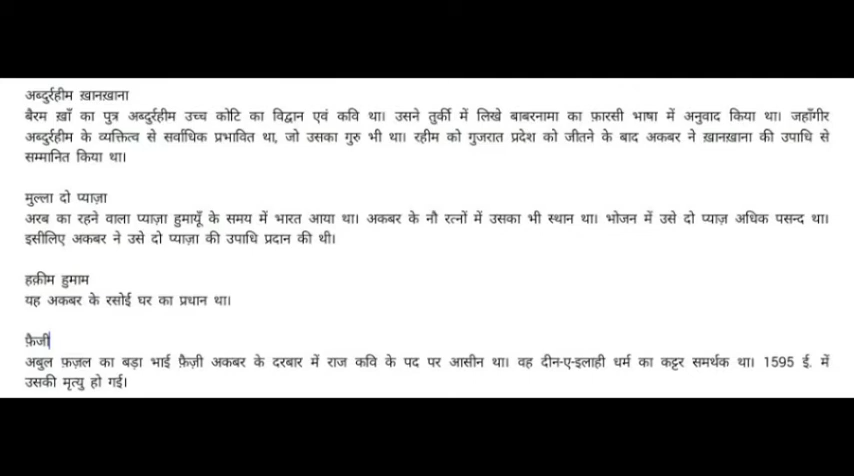 अब्दुर्रहीम ख़ानख़ाना
बैरम ख़ाँ का पुत्र अब्दुर्रहीम उच्च कोटि का विद्वान एवं कवि था। उसने तुर्की में लिखे बाबरनामा का फ़ारसी भाषा में अनुवाद किया था। जहाँगीर
अब्दुर्रहीम के व्यक्तित्व से सर्वाधिक प्रभावित था, जो उसका गुरु भी था। रहीम को गुजरात प्रदेश को जीतने के बाद अकबर ने ख़ानख़ाना की उपाधि से
सम्मानित किया था।
मुल्ला दो प्याज़ा
अरब का रहने वाला प्याज़ा हुमायूँ के समय में भारत आया था। अकबर के नौ रत्नों में उसका भी स्थान था। भोजन में उसे दो प्याज़ अधिक पसन्द था।
इसीलिए अकबर ने उसे दो प्याज़ा की उपाधि प्रदान की थी।
हक़ीम हुमाम
यह अकबर के रसोई घर का प्रधान था।
फ़ैजी
अबुल फ़ज़ल का बड़ा भाई फ़ैज़ी अकबर के दरबार में राज कवि के पद पर आसीन था। वह दीन-ए-इलाही धर्म का कट्टर समर्थक था। 1595 ई. में
उसकी मृत्यु हो गई।